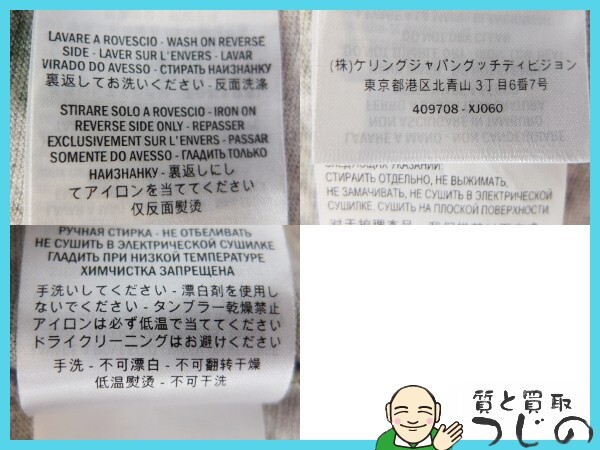 LAVARE A ROVESCIO - WASH ON REVERSE
SIDE - LAVER SUR L'ENVERS - LAVAR
VIRADO DO AVESSO - СТИРАТЬ НАИЗНАНКУ
裏返してお洗いください - 反面洗涤
STIRARE SOLO A ROVESCIO - IRON ON
REVERSE SIDE ONLY - REPASSER
EXCLUSIVEMENT SUR L'ENVERS - PASSAR
SOMENTE DO AVESSO - ГЛАДИТЬ ТОЛЬКО
НАИЗНАНКУ - 裏返しにし
てアイロンを当ててください
仅反面熨烫
(株)ケリングジャパングッチディビジョン
東京都港区北青山 3丁目6番7号
409708 - XJ060
СЛЕДУЮЩИХ УКАЗАНИЙ:
СТИРАИТЬ ОТДЕЛЬНО, НЕ ВЫЖИМАТЬ,
НЕ ЗАМАЧИВАТЬ, НЕ СУШИТЬ В ЭЛЕКТРИЧЕСКОЙ
СУШИЛКЕ, СУШИТЬ НА ПЛОСКОЙ ПОВЕРХНОСТИ.
РУЧНАЯ СТИРКА - НЕ ОТБЕЛИВАТЬ
НЕ СУШИТЬ В ЭЛЕКТРИЧЕСКОЙ СУШИЛКЕ
ГЛАДИТЬ ПРИ НИЗКОЙ ТЕМПЕРАТУРЕ
ХИМЧИСТКА ЗАПРЕЩЕНА
手洗いしてください - 漂白剤を使用し
ないでください - タンブラー乾燥禁止
アイロンは必ず低温で当ててください
ドライクリーニングはお避けください
手洗 - 不可漂白 - 不可翻转干燥
低温熨烫 - 不可干洗
質と買取
つじの